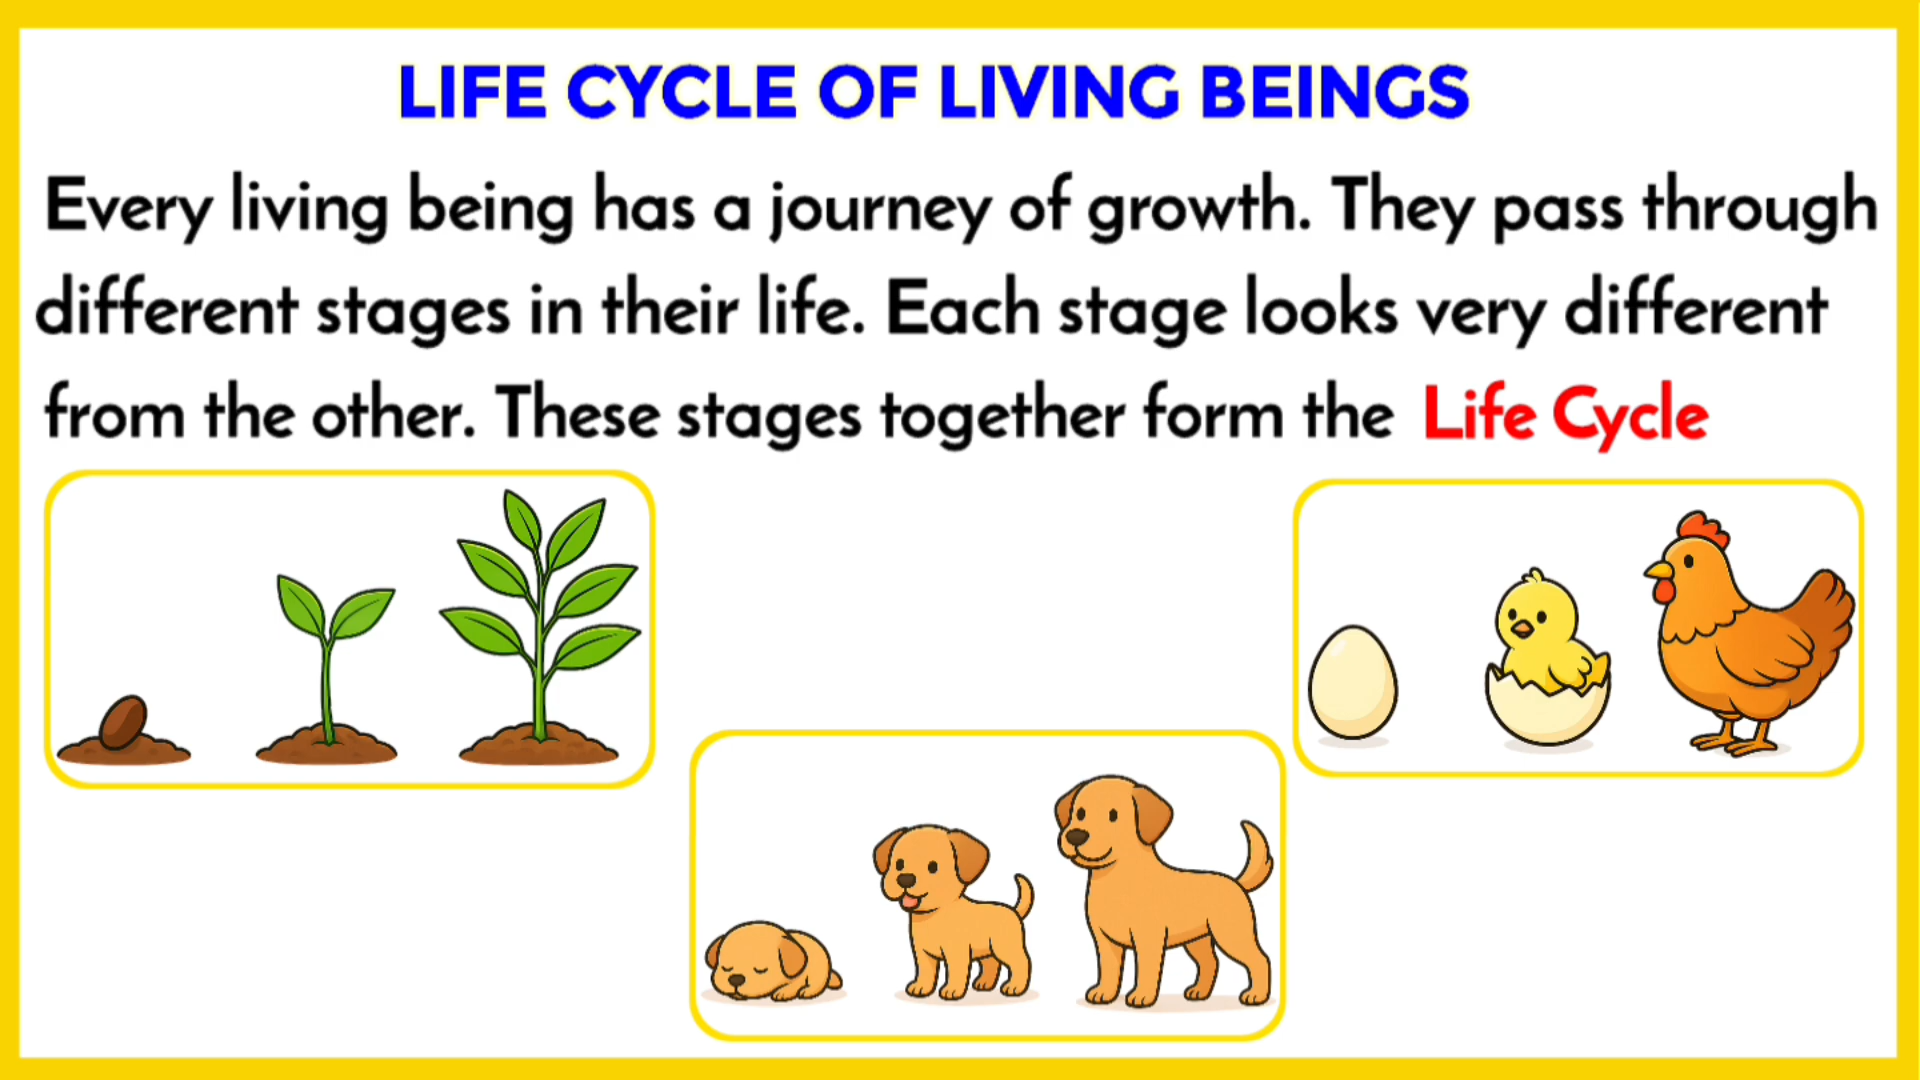 LIFE CYCLE OF LIVING BEINGS
Every living being has a journey of growth. They pass through
different stages in their life. Each stage looks very different
from the other. These stages together form the Life Cycle